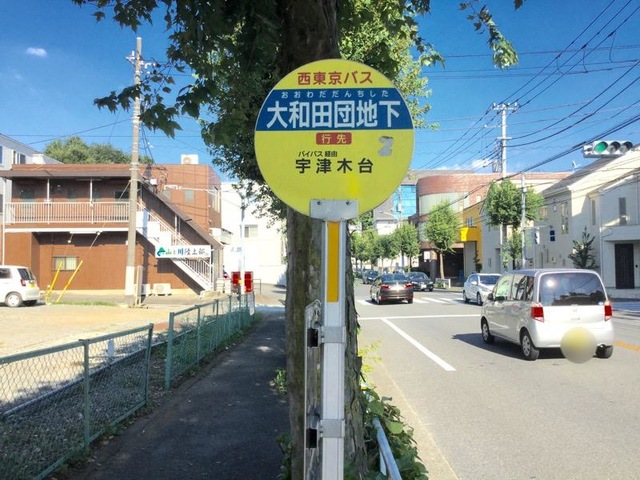 西東京バス
おおわだだんちした
大和田団地下
行先
バイパス経由
宇津木台
2